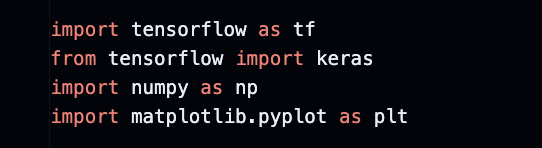 import tensorflow as tf
from tensorflow import keras
import numpy as np
import matplotlib.pyplot as plt